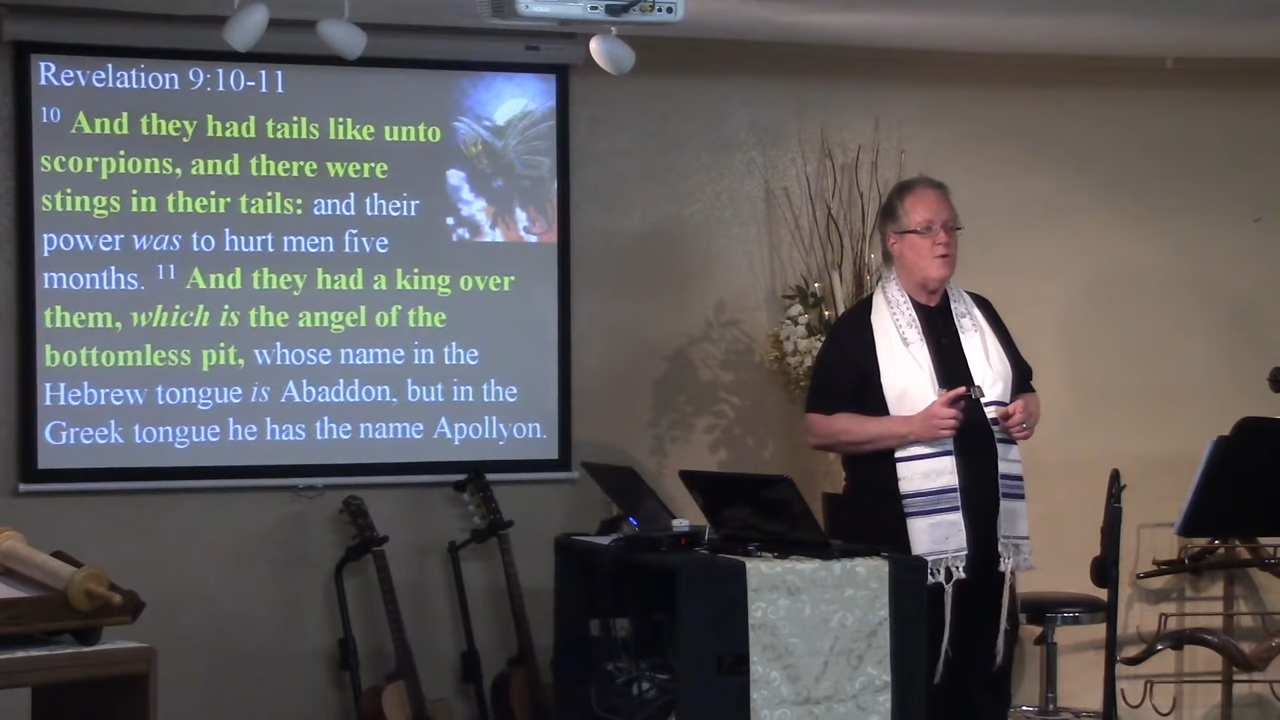 Revelation 9:10-11
10 And they had tails like unto
scorpions, and there were
stings in their tails: and their
power was to hurt men five
months. 11 And they had a king over
them, which is the angel of the
bottomless pit, whose name in the
Hebrew tongue is Abaddon, but in the
Greek tongue he has the name Apollyon.